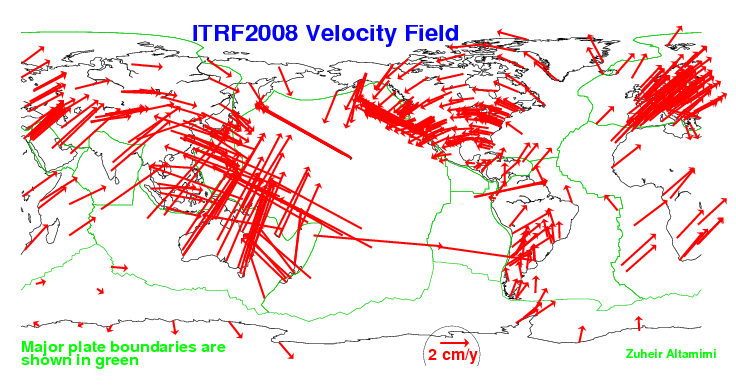 ITRF2008 Velocity Field
Major plate boundaries are
shown in green
2 cm/y
Zuheir Altamimi